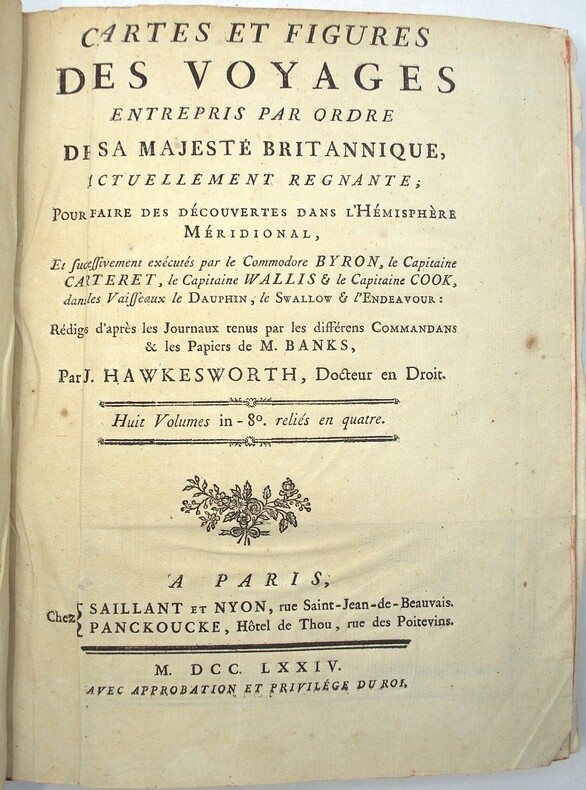 CARTES ET FIGURES
DES VOYAGES
ENTREPRIS PAR ORDRE
DE SA MAJESTÉ BRITANNIQUE,
ACTUELLEMENT REGNANTE;
POUR FAIRE DES DÉCOUVERTES DANS L'HÉMISPHÈRE
MÉRIDIONAL,
Et succeſſivement exécutés par le Commodore BYRON, le Capitaine
CARTERET, le Capitaine WALLIS & le Capitaine COOK,
dans les Vaiſſeaux le DAUPHIN, le SWALLOW & l'ENDEAVOUR:
Rédigés d'après les Journaux tenus par les différens COMMANDANS
& les Papiers de M. BANKS,
Par J. HAWKESWORTH, Docteur en Droit.
Huit Volumes in-8°. reliés en quatre.
A PARIS,
Chez { SAILLANT ET NYON, rue Saint-Jean-de-Beauvais.
PANCKOUCKE, Hôtel de Thou, rue des Poitevins.
M. DCC. LXXIV.
AVEC APPROBATION ET PRIVILÉGE DU ROI.